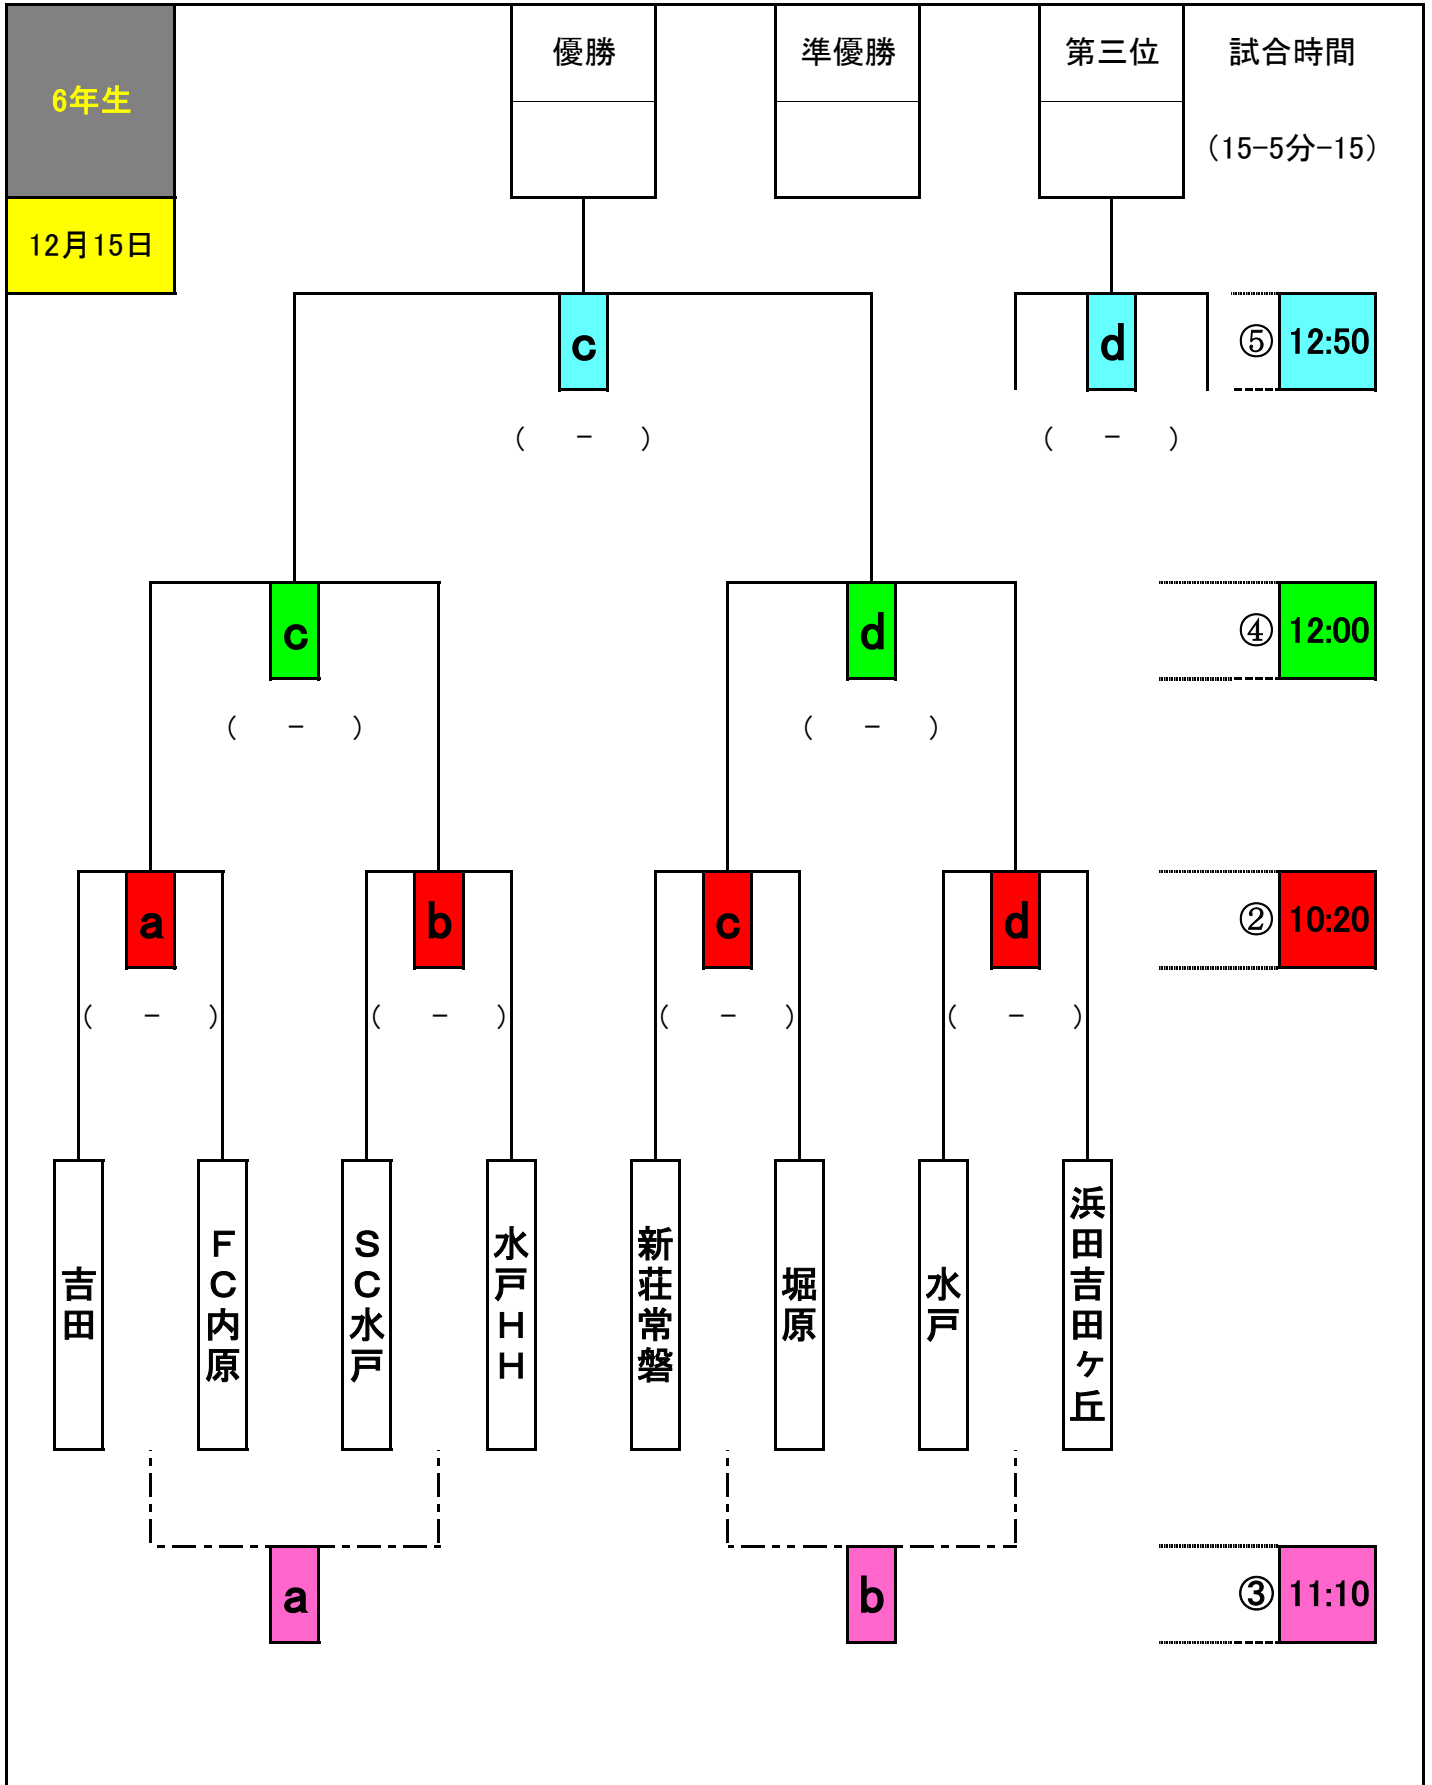 6年生
優勝
準優勝
第三位
試合時間
（15-5分-15）
12月15日
c
d
⑤ 12:50
（　-　）
（　-　）
c
d
④ 12:00
（　-　）
（　-　）
a
b
c
d
② 10:20
（　-　）
（　-　）
（　-　）
（　-　）
吉田
ＦＣ内原
ＳＣ水戸
水戸ＨＨ
新荘常磐
堀原
水戸
浜田吉田ヶ丘
a
b
③ 11:10